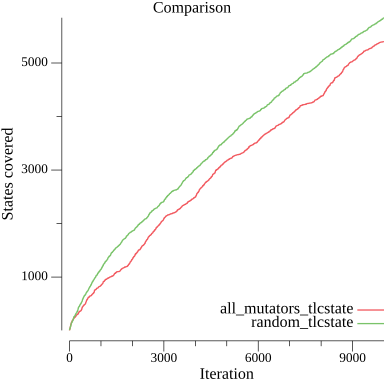 Comparison
States covered
5000
3000
1000
all_mutators_tlcstate
random_tlcstate
0 3000 6000 9000
Iteration